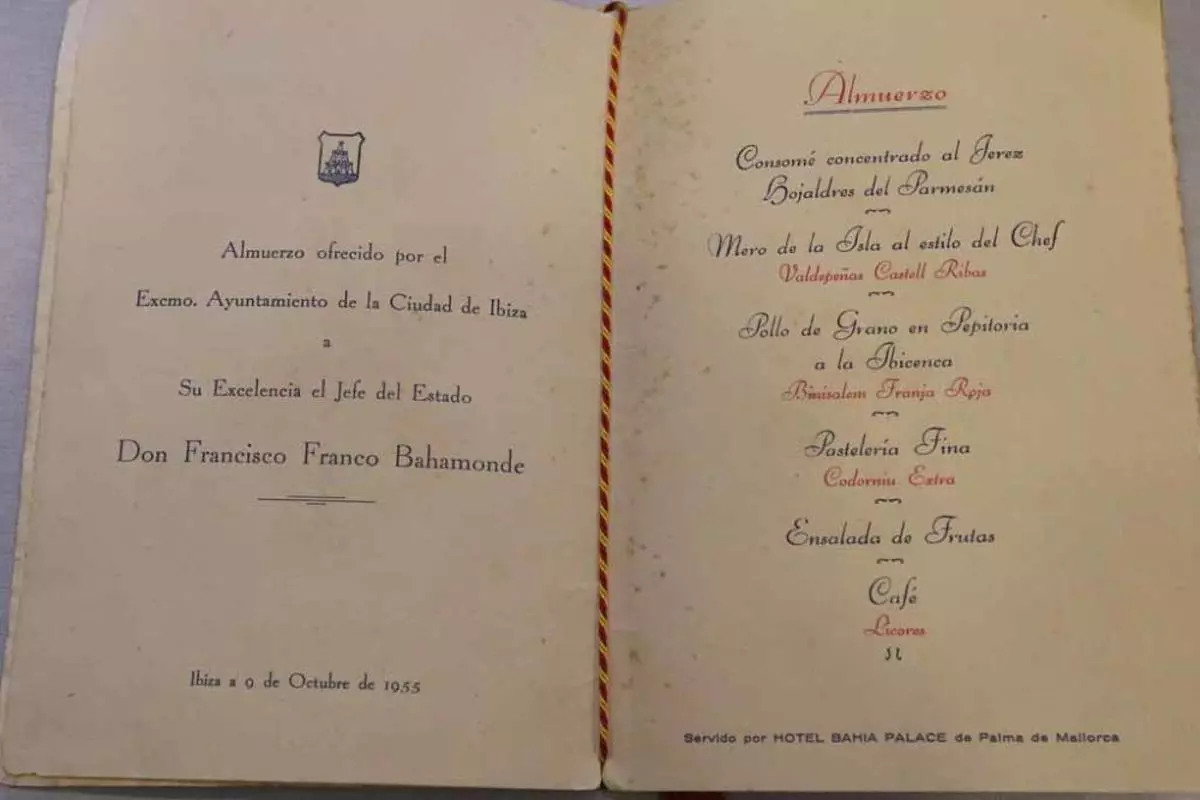 Almuerzo ofrecido por el
Excmo. Ayuntamiento de la Ciudad de Ibiza
a
Su Excelencia el Jefe del Estado
Don Francisco Franco Bahamonde
Ibiza a 9 de Octubre de 1955
Almuerzo
Consomé concentrado al Jerez
Hojaldres del Parmesán
Mero de la Isla al estilo del Chef
Valdepeñas Castell Ribas
Pollo de Grano en Pepitoria
a la Ibicenca
Binisalem Franja Roja
Pastelería Fina
Codorniu Extra
Ensalada de Frutas
Café
Licores
Servido por HOTEL BAHIA PALACE de Palma de Mallorca